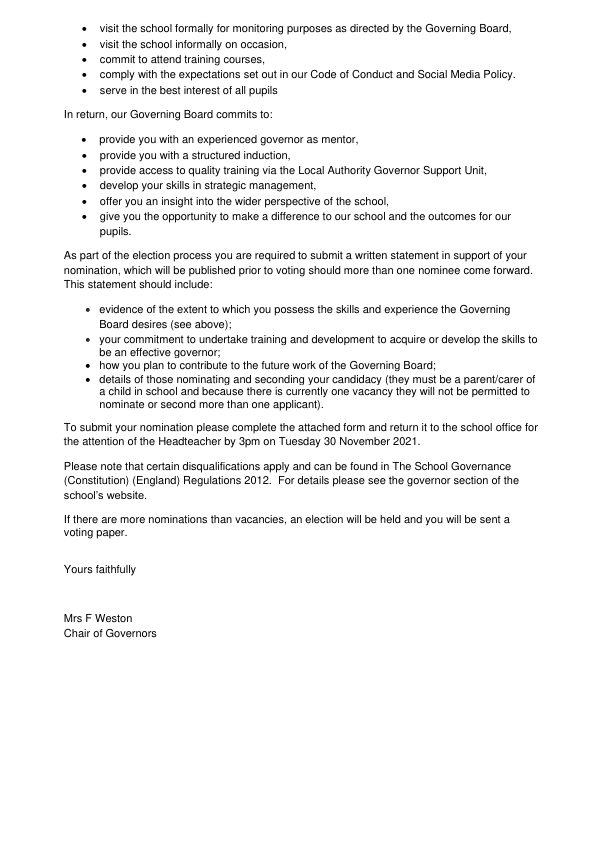 • visit the school formally for monitoring purposes as directed by the Governing Board,
• visit the school informally on occasion,
• commit to attend training courses,
• comply with the expectations set out in our Code of Conduct and Social Media Policy.
• serve in the best interest of all pupils
In return, our Governing Board commits to:
• provide you with an experienced governor as mentor,
• provide you with a structured induction,
• provide access to quality training via the Local Authority Governor Support Unit,
• develop your skills in strategic management,
• offer you an insight into the wider perspective of the school,
• give you the opportunity to make a difference to our school and the outcomes for our
pupils.
As part of the election process you are required to submit a written statement in support of your
nomination, which will be published prior to voting should more than one nominee come forward.
This statement should include:
• evidence of the extent to which you possess the skills and experience the Governing
Board desires (see above);
• your commitment to undertake training and development to acquire or develop the skills to
be an effective governor;
• how you plan to contribute to the future work of the Governing Board;
• details of those nominating and seconding your candidacy (they must be a parent/carer of
a child in school and because there is currently one vacancy they will not be permitted to
nominate or second more than one applicant).
To submit your nomination please complete the attached form and return it to the school office for
the attention of the Headteacher by 3pm on Tuesday 30 November 2021.
Please note that certain disqualifications apply and can be found in The School Governance
(Constitution) (England) Regulations 2012.  For details please see the governor section of the
school’s website.
If there are more nominations than vacancies, an election will be held and you will be sent a
voting paper.
Yours faithfully
Mrs F Weston
Chair of Governors